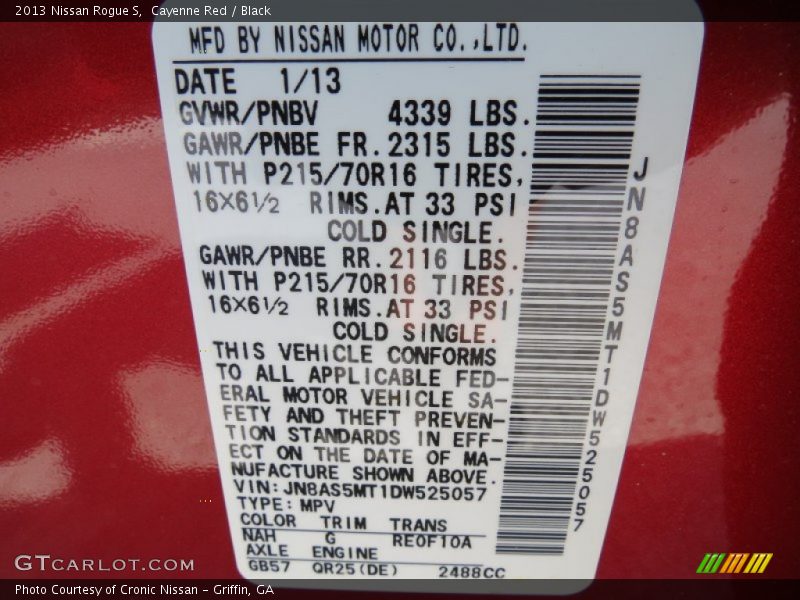 2013 Nissan Rogue S,  Cayenne Red / Black
MFD BY NISSAN MOTOR CO.,LTD.
DATE 1/13
GVWR/PNBV 4339 LBS.
GAWR/PNBE FR. 2315 LBS.
WITH P215/70R16 TIRES,
16X6½ RIMS.AT 33 PSI
COLD SINGLE.
GAWR/PNBE RR. 2116 LBS.
WITH P215/70R16 TIRES,
16X6½ RIMS.AT 33 PSI
COLD SINGLE.
THIS VEHICLE CONFORMS
TO ALL APPLICABLE FED-
ERAL MOTOR VEHICLE SA-
FETY AND THEFT PREVEN-
TION STANDARDS IN EFF-
ECT ON THE DATE OF MA-
NUFACTURE SHOWN ABOVE.
VIN:JN8AS5MT1DW525057
TYPE:MPV
COLOR TRIM TRANS
NAH G RE0F10A
AXLE ENGINE
GB57 QR25(DE) 2488CC
JN8AS5MT1DW525057
GTCARLOT.COM
Photo Courtesy of Cronic Nissan - Griffin, GA